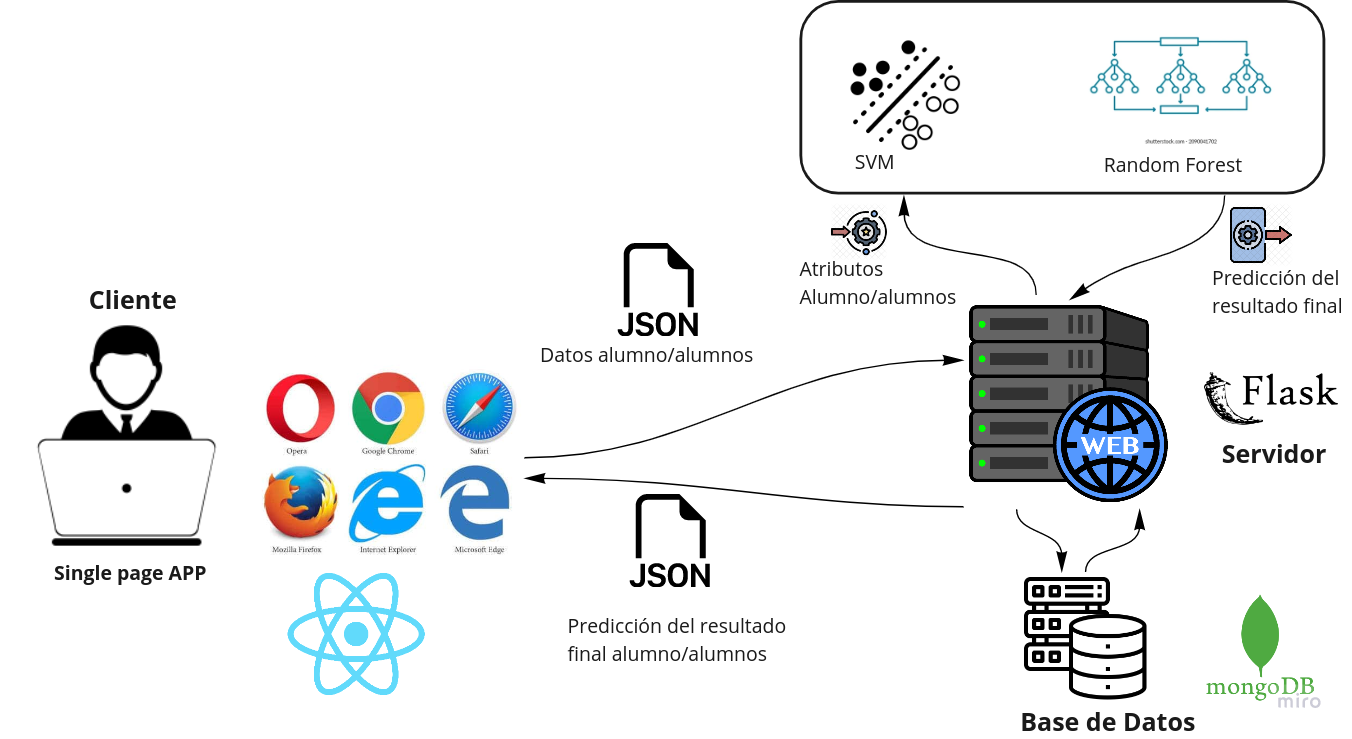 SVM
shutterstock.com · 2090041702
Random Forest
Atributos
Alumno/alumnos
Predicción del
resultado final
JSON
Datos alumno/alumnos
Cliente
Single page APP
Opera
Google Chrome
Safari
Mozilla Firefox
Internet Explorer
Microsoft Edge
WEB
Flask
Servidor
JSON
Predicción del resultado
final alumno/alumnos
mongoDB
miro
Base de Datos